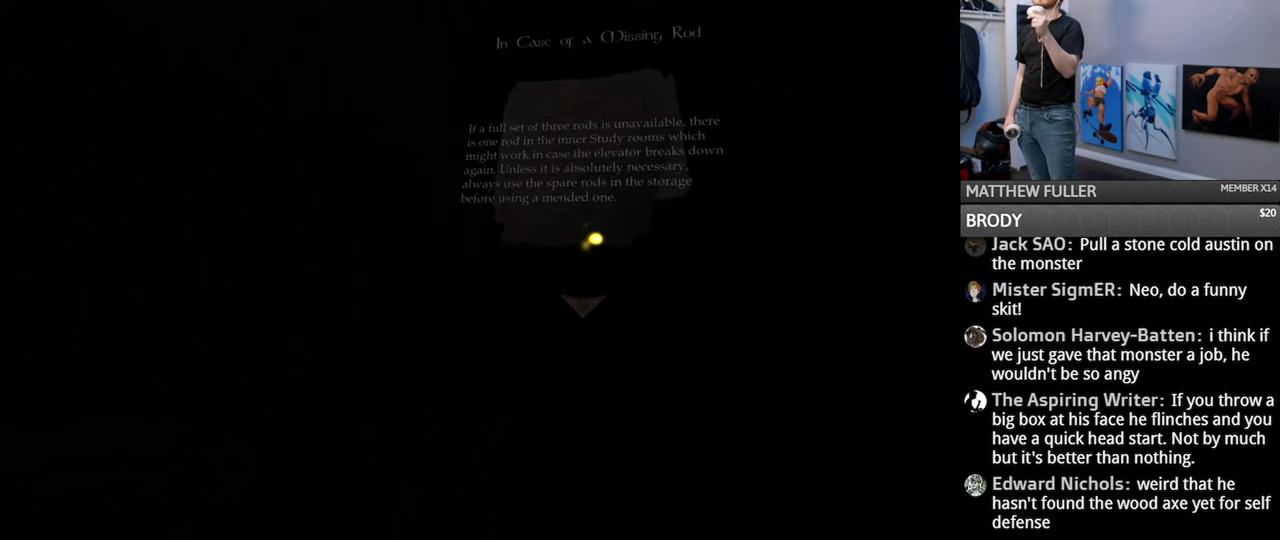 In Case of a Missing Rod
If a full set of three rods is unavailable, there
is one rod in the inner Study rooms which
might work in case the elevator breaks down
again. Unless it is absolutely necessary,
always use the spare rods in the storage
before using a mended one.
MATTHEW FULLER MEMBER X14
BRODY $20
Jack SAO: Pull a stone cold austin on
the monster
Mister SigmER: Neo, do a funny
skit!
Solomon Harvey-Batten: i think if
we just gave that monster a job, he
wouldn't be so angy
The Aspiring Writer: If you throw a
big box at his face he flinches and you
have a quick head start. Not by much
but it's better than nothing.
Edward Nichols: weird that he
hasn't found the wood axe yet for self
defense